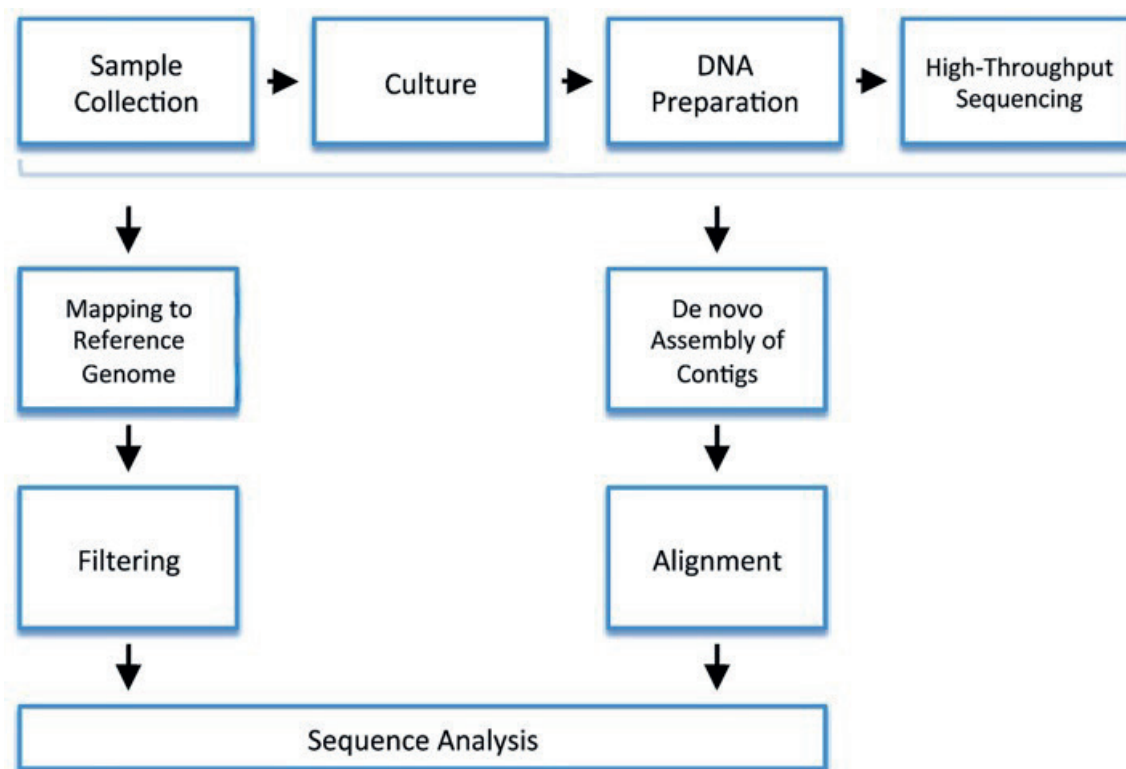 Sample
Collection
Culture
DNA
Preparation
High-Throughput
Sequencing
Mapping to
Reference
Genome
De novo
Assembly of
Contigs
Filtering
Alignment
Sequence Analysis